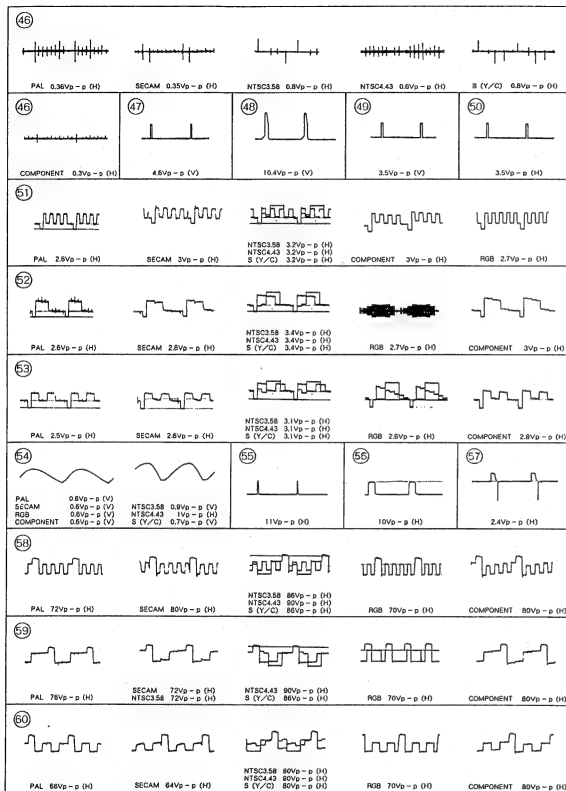 46
PAL 0.36Vp-p (H) SECAM 0.35Vp-p (H) NTSC3.58 0.8Vp-p (H) NTSC4.43 0.6Vp-p (H) S (Y/C) 0.8Vp-p (H)
46 47 48 49 50
COMPONENT 0.3Vp-p (H) 4.6Vp-p (V) 10.4Vp-p (V) 3.5Vp-p (V) 3.5Vp-p (H)
51
NTSC3.58 3.2Vp-p (H)
NTSC4.43 3.2Vp-p (H)
PAL 2.6Vp-p (H) SECAM 3Vp-p (H) S (Y/C) 3.2Vp-p (H) COMPONENT 3Vp-p (H) RGB 2.7Vp-p (H)
52
NTSC3.58 3.4Vp-p (H)
NTSC4.43 3.4Vp-p (H)
PAL 2.6Vp-p (H) SECAM 2.6Vp-p (H) S (Y/C) 3.4Vp-p (H) RGB 2.7Vp-p (H) COMPONENT 3Vp-p (H)
53
NTSC3.58 3.1Vp-p (H)
NTSC4.43 3.1Vp-p (H)
PAL 2.5Vp-p (H) SECAM 2.6Vp-p (H) S (Y/C) 3.1Vp-p (H) RGB 2.6Vp-p (H) COMPONENT 2.8Vp-p (H)
54 55 56 57
PAL 0.6Vp-p (V)
SECAM 0.6Vp-p (V) NTSC3.58 0.8Vp-p (V)
RGB 0.6Vp-p (V) NTSC4.43 1Vp-p (H)
COMPONENT 0.6Vp-p (V) S (Y/C) 0.7Vp-p (V) 11Vp-p (H) 10Vp-p (H) 2.4Vp-p (H)
58
NTSC3.58 86Vp-p (H)
NTSC4.43 90Vp-p (H)
PAL 72Vp-p (H) SECAM 80Vp-p (H) S (Y/C) 86Vp-p (H) RGB 70Vp-p (H) COMPONENT 80Vp-p (H)
59
SECAM 72Vp-p (H) NTSC4.43 90Vp-p (H)
PAL 76Vp-p (H) NTSC3.58 72Vp-p (H) S (Y/C) 86Vp-p (H) RGB 70Vp-p (H) COMPONENT 80Vp-p (H)
60
NTSC3.58 80Vp-p (H)
NTSC4.43 90Vp-p (H)
PAL 66Vp-p (H) SECAM 64Vp-p (H) S (Y/C) 80Vp-p (H) RGB 70Vp-p (H) COMPONENT 80Vp-p (H)